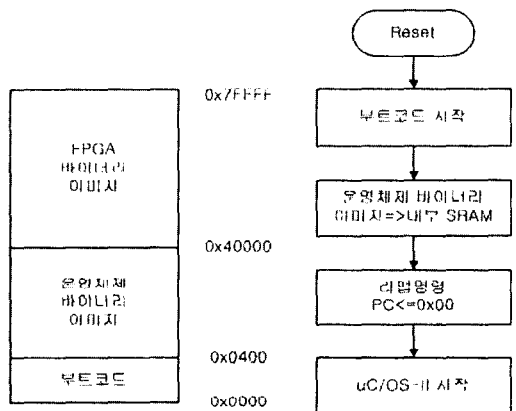 FPGA
바이너리
이미지
운영체제
바이너리
이미지
부트코드
0x7FFFF
0x40000
0x0400
0x0000
Reset
부트코드 시작
운영체제 바이너리
이미지=>내부 SRAM
리맵명령
PC<=0x00
uC/OS-II 시작